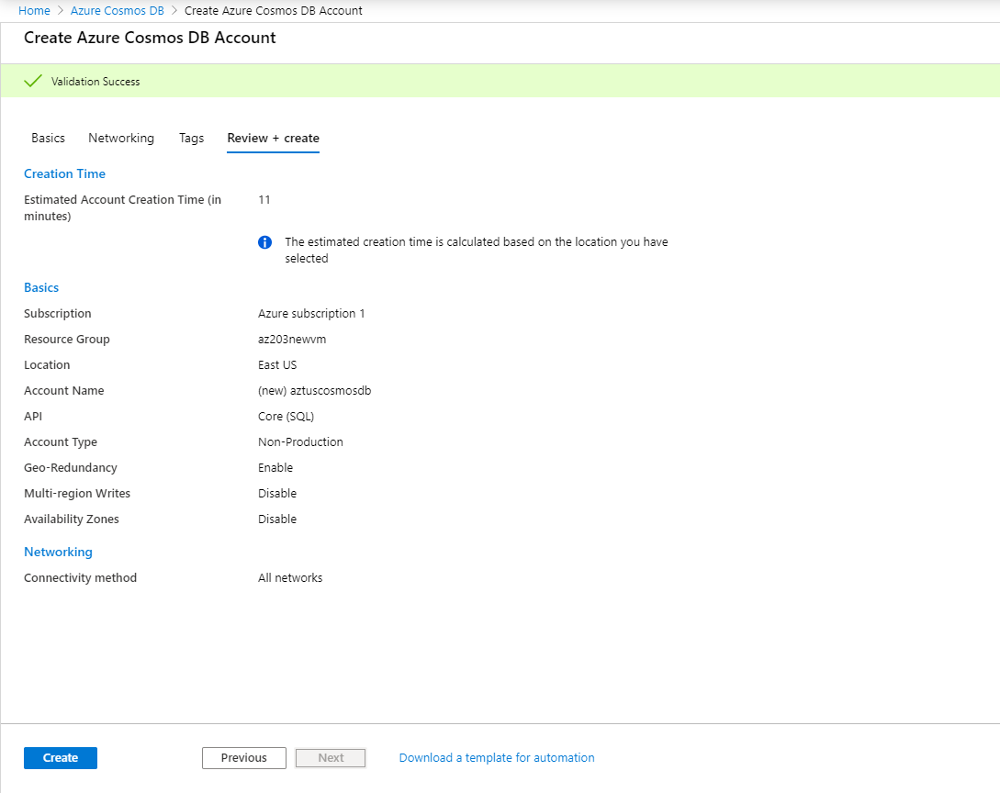 Home > Azure Cosmos DB > Create Azure Cosmos DB Account
Create Azure Cosmos DB Account
Validation Success
Basics Networking Tags Review + create
Creation Time
Estimated Account Creation Time (in
minutes)
11
The estimated creation time is calculated based on the location you have
selected
Basics
Subscription Azure subscription 1
Resource Group az203newvm
Location East US
Account Name (new) aztuscosmosdb
API Core (SQL)
Account Type Non-Production
Geo-Redundancy Enable
Multi-region Writes Disable
Availability Zones Disable
Networking
Connectivity method All networks
Create Previous Next Download a template for automation